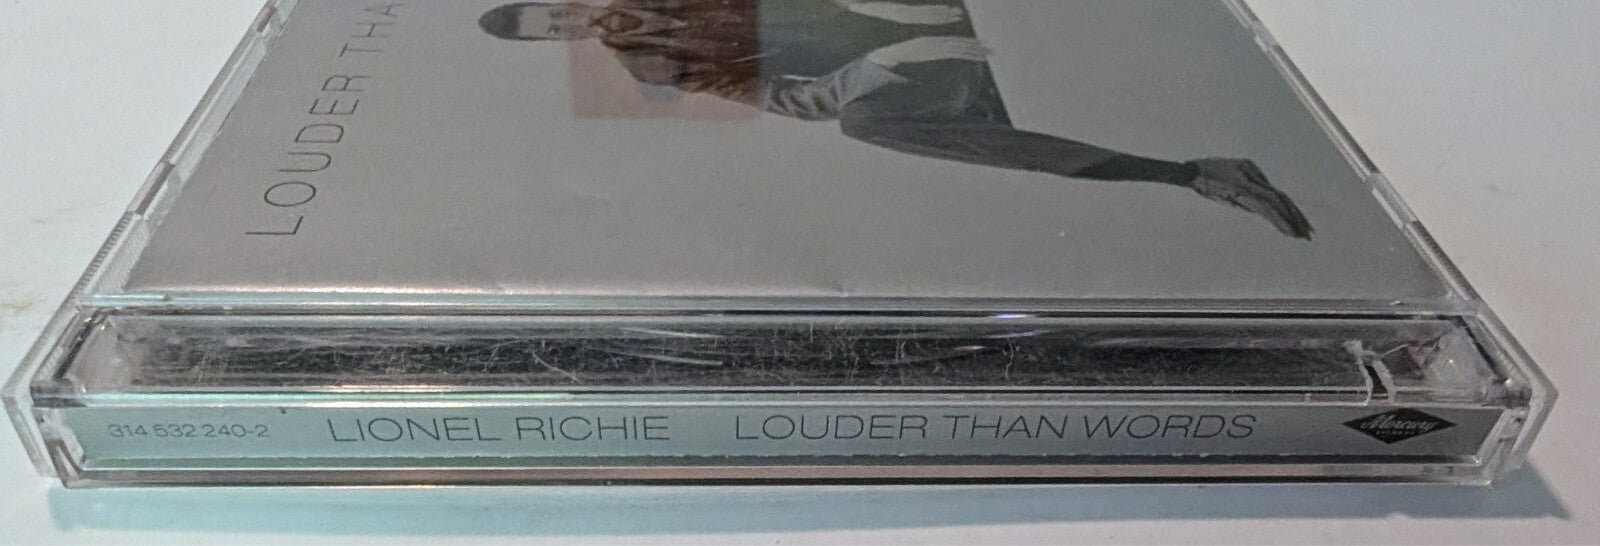 LOUDER THA
314 532 240-2 LIONEL RICHIE LOUDER THAN WORDS Mercury